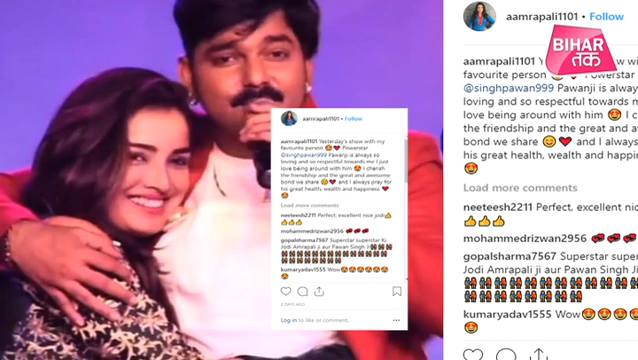 aamrapali1101 • Follow
aamrapali1101 Yesterday's show with my
favourite person Powerstar
@singhpawan999 Pawanji is always so
loving and so respectful towards me I just
love being around with him I cherish
the friendship and the great and awesome
bond we share and I always pray for
his great health, wealth and happiness
Load more comments
neeteesh2211 Perfect, excellent nice jodi
mohammedrizwan2956
gopalsharma7567 Superstar superstar Ki
Jodi Amrapali ji aur Pawan Singh Ji
kumaryadav1555 Wow
2 DAYS AGO
Log in to like or comment.
aamrapali1101 • Follow
BIHAR
तक
aamrapali1101
favourite person Powerstar
@singhpawan999 Pawanji is alway
loving and so respectful towards m
love being around with him I c
the friendship and the great and a
bond we share and I always
his great health, wealth and happin
Load more comments
neeteesh2211 Perfect, excellent nice
mohammedrizwan2956
gopalsharma7567 Superstar super
Jodi Amrapali ji aur Pawan Singh J
kumaryadav1555 Wow